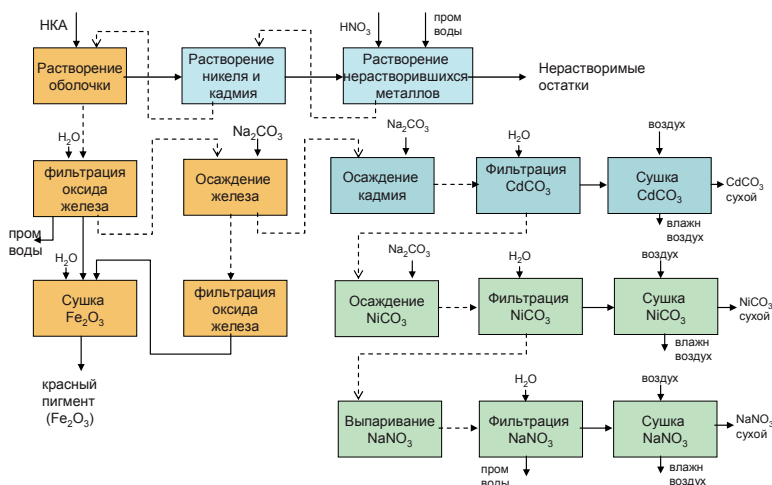 НКА
HNO₃
пром
воды
Растворение
оболочки
Растворение
никеля и
кадмия
Растворение
нерастворившихся
металлов
Нерастворимые
остатки
H₂O
Na₂CO₃
Na₂CO₃
H₂O
воздух
фильтрация
оксида
железа
Осаждение
железа
Осаждение
кадмия
Фильтрация
CdCO₃
Сушка
CdCO₃
CdCO₃
сухой
пром
воды
влажн
воздух
H₂O
Na₂CO₃
H₂O
воздух
Сушка
Fe₂O₃
фильтрация
оксида
железа
Осаждение
NiCO₃
Фильтрация
NiCO₃
Сушка
NiCO₃
NiCO₃
сухой
влажн
воздух
красный
пигмент
(Fe₂O₃)
H₂O
воздух
Выпаривание
NaNO₃
Фильтрация
NaNO₃
Сушка
NaNO₃
NaNO₃
сухой
пром
воды
влажн
воздух